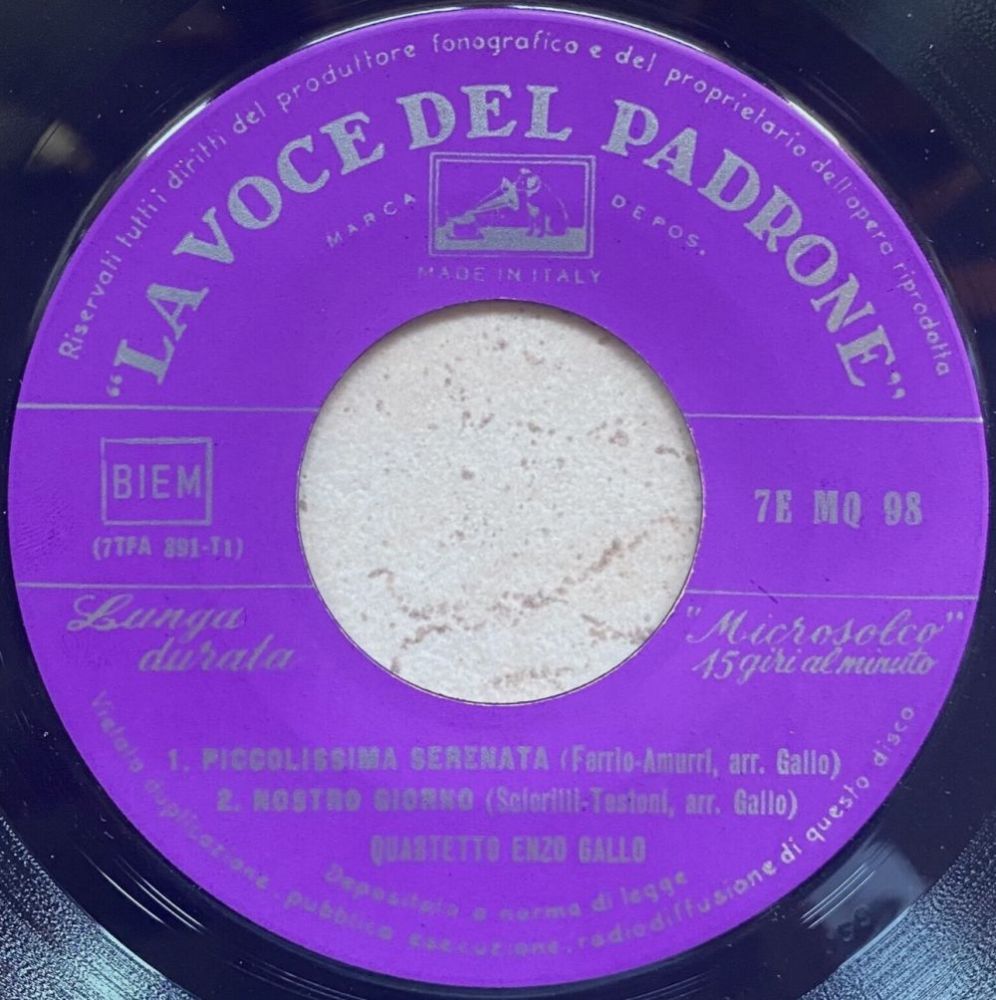 Riservati tutti i diritti del produttore fonografico e del proprietario dell'opera riprodotta
"LA VOCE DEL PADRONE"
MARCA DEPOS.
MADE IN ITALY
BIEM
(7TFA 891-T1)
7E MQ 98
Lunga
durata
"Microsolco"
45 giri al minuto
1. PICCOLISSIMA SERENATA (Ferrio-Amurri, arr. Gallo)
2. NOSTRO GIORNO (Sciorilli-Testoni, arr. Gallo)
QUARTETTO ENZO GALLO
Depositato a norma di legge
Vietata duplicazione, pubblica esecuzione, radiodiffusione di questo disco